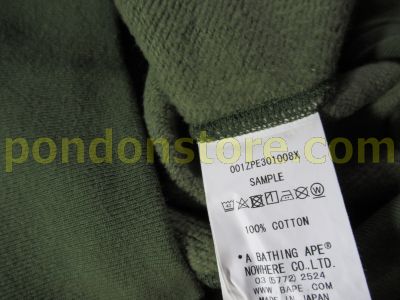 001ZPE301008X
SAMPLE
100% COTTON
A BATHING APE®
NOWHERE CO.,LTD.
03(5772)2524
WWW.BAPE.COM
MADE IN JAPAN
pondonstore.com